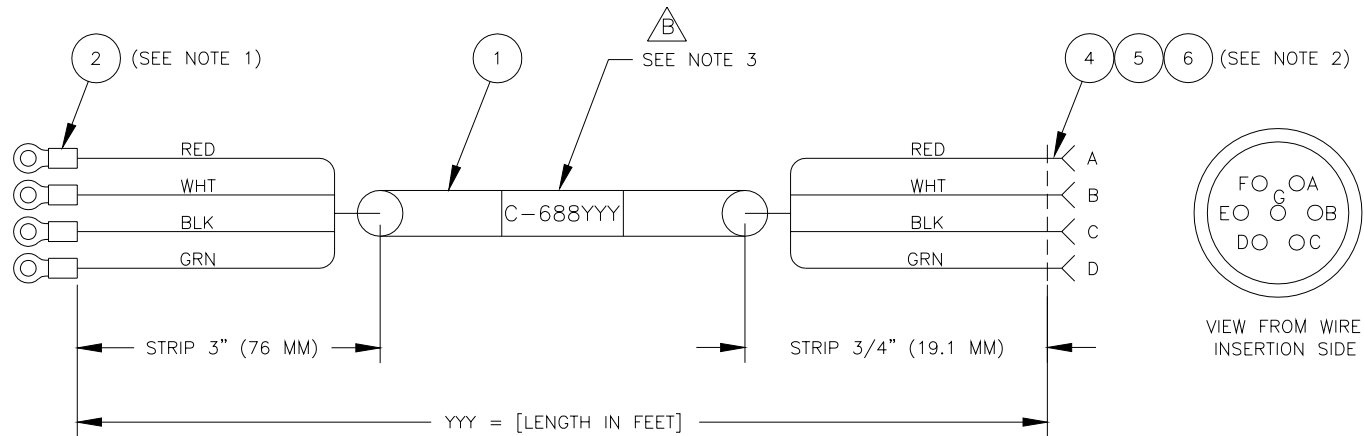 B
2 (SEE NOTE 1)
1
SEE NOTE 3
4 5 6 (SEE NOTE 2)
RED
WHT
BLK
GRN
C-688YYY
RED A
WHT B
BLK C
GRN D
F A
G
E B
D C
VIEW FROM WIRE
INSERTION SIDE
STRIP 3" (76 MM)
STRIP 3/4" (19.1 MM)
YYY = [LENGTH IN FEET]